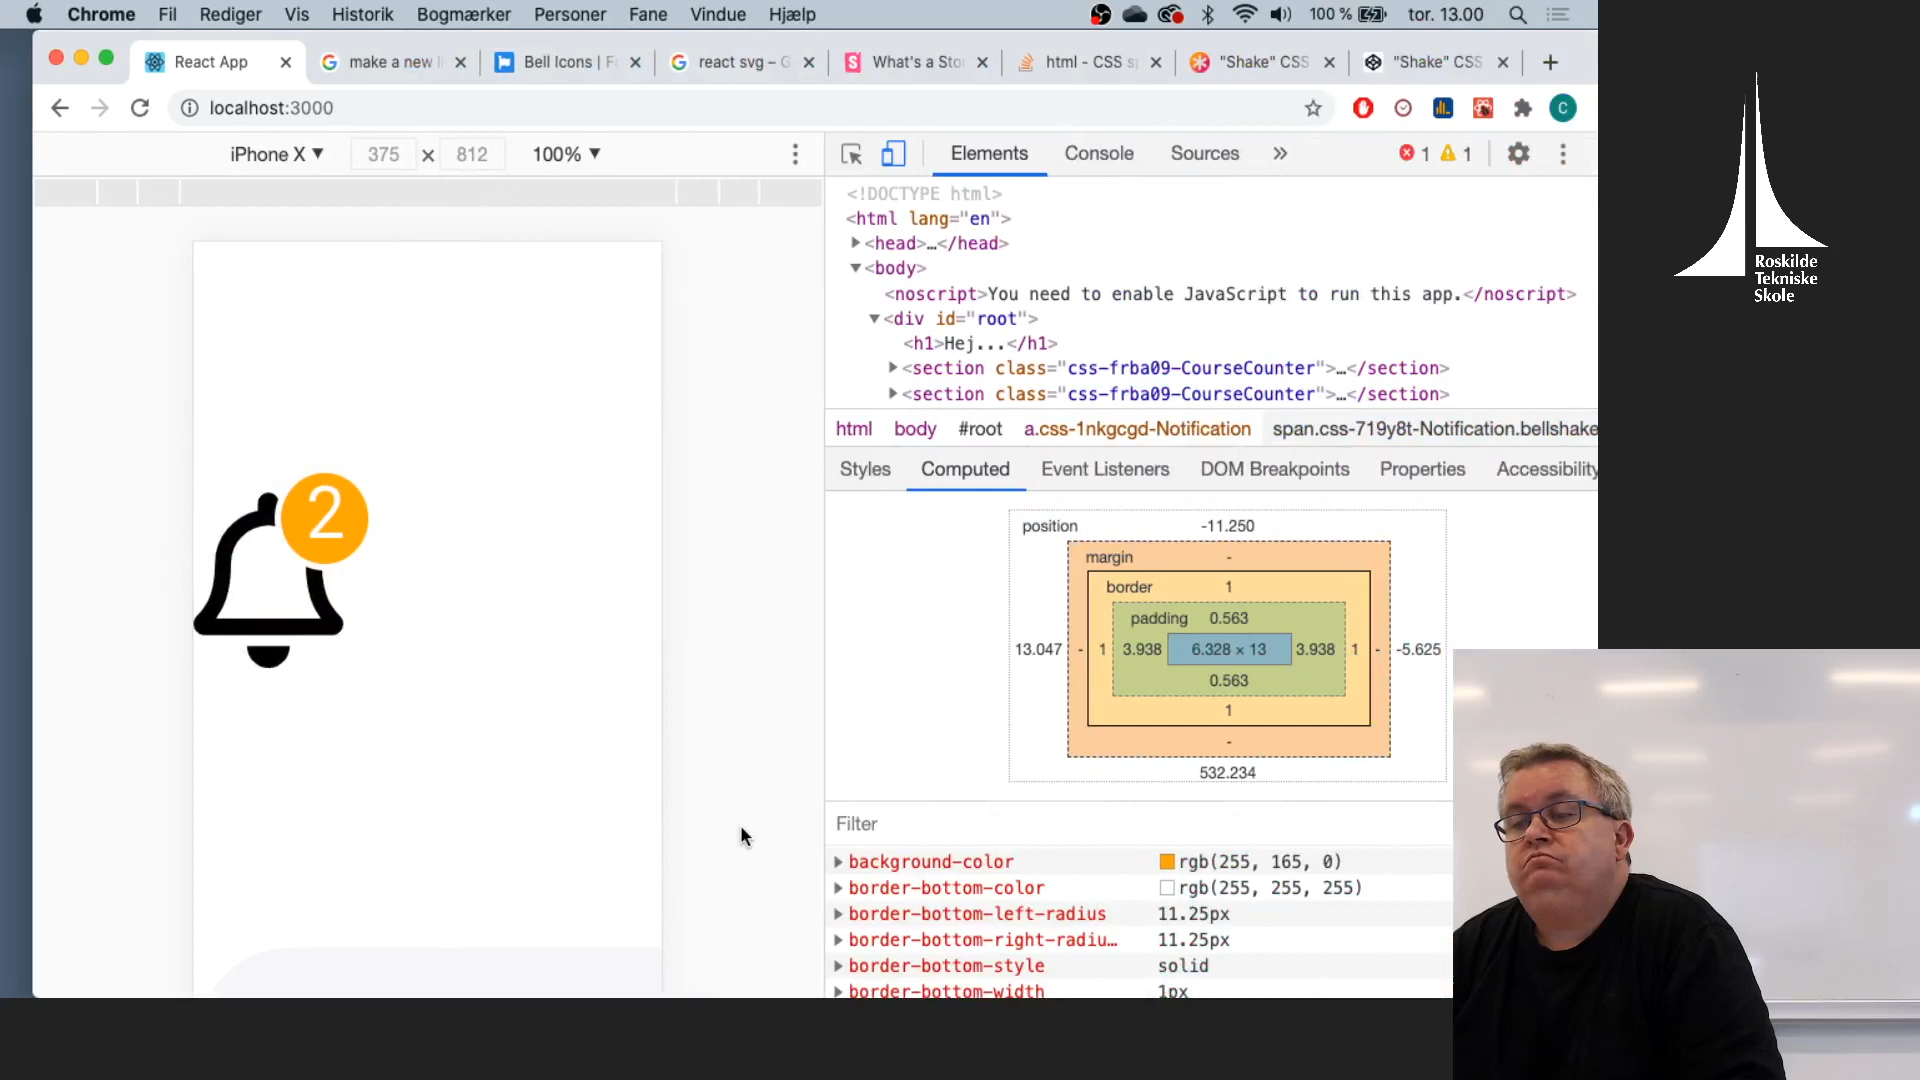 Chrome Fil Rediger Vis Historik Bogmærker Personer Fane Vindue Hjælp 100 % tor. 13.00
React App make a new Bell Icons | F react svg – G What's a Sto html - CSS s "Shake" CSS "Shake" CSS
localhost:3000 C
iPhone X ▼ 375 × 812 100% ▼
Elements Console Sources » 1 1
<!DOCTYPE html>
<html lang="en">
<head>…</head>
<body>
<noscript>You need to enable JavaScript to run this app.</noscript>
<div id="root">
<h1>Hej...</h1>
<section class="css-frba09-CourseCounter">…</section>
<section class="css-frba09-CourseCounter">…</section>
html body #root a.css-1nkgcgd-Notification span.css-719y8t-Notification.bellshake
Styles Computed Event Listeners DOM Breakpoints Properties Accessibility
2
position -11.250
margin -
border 1
padding 0.563
13.047 - 1 3.938 6.328 × 13 3.938 1 - -5.625
0.563
1
-
532.234
Filter
background-color rgb(255, 165, 0)
border-bottom-color rgb(255, 255, 255)
border-bottom-left-radius 11.25px
border-bottom-right-radiu… 11.25px
border-bottom-style solid
border-bottom-width 1px
Roskilde
Tekniske
Skole